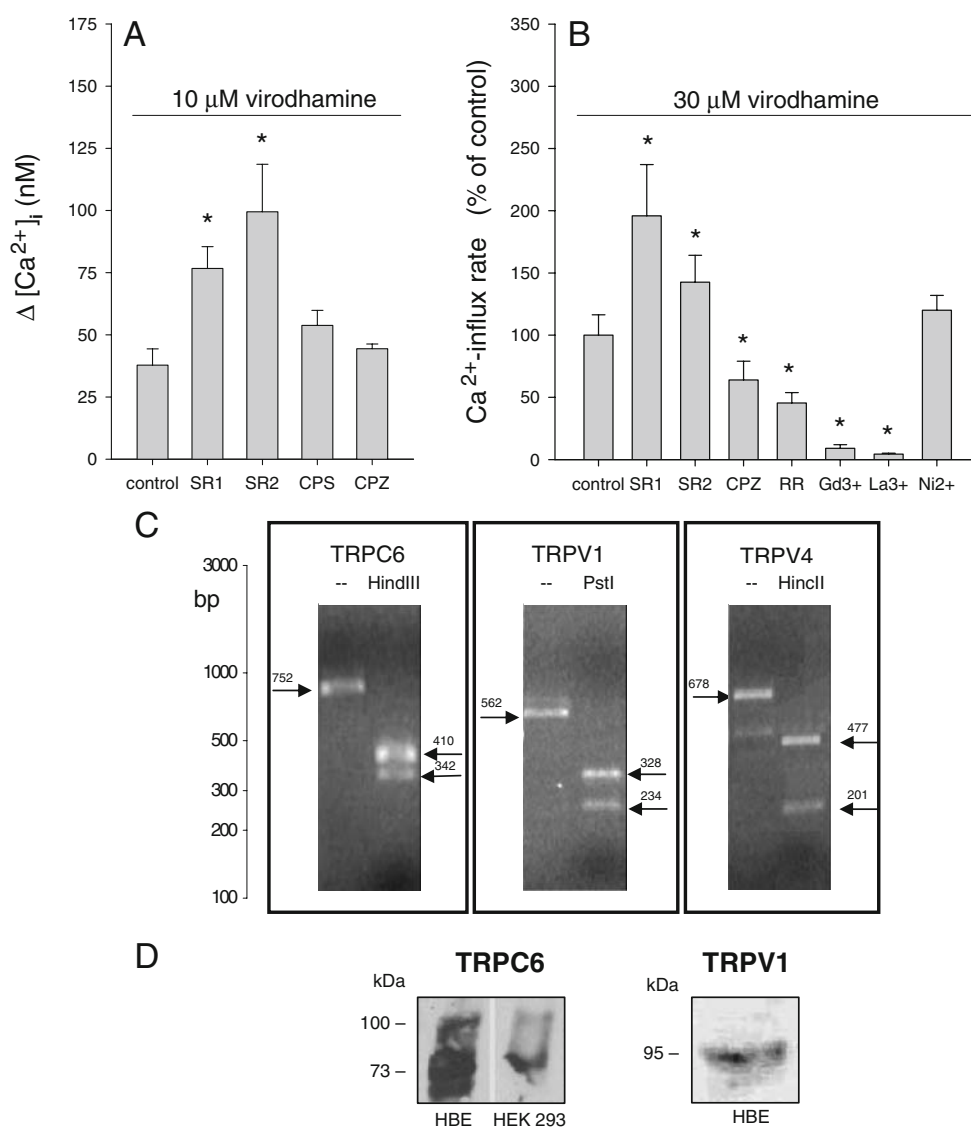 A
175
150
125
100
75
50
25
0
Δ [Ca2+]i (nM)
10 μM virodhamine
*
*
control SR1 SR2 CPS CPZ
B
350
300
250
200
150
100
50
0
Ca2+-influx rate (% of control)
30 μM virodhamine
*
*
*
*
*
*
control SR1 SR2 CPZ RR Gd3+ La3+ Ni2+
C
3000
bp
1000
500
300
200
100
TRPC6
-- HindIII
752
410
342
TRPV1
-- PstI
562
328
234
TRPV4
-- HincII
678
477
201
D
TRPC6
kDa
100 –
73 –
HBE HEK 293
TRPV1
kDa
95 –
HBE